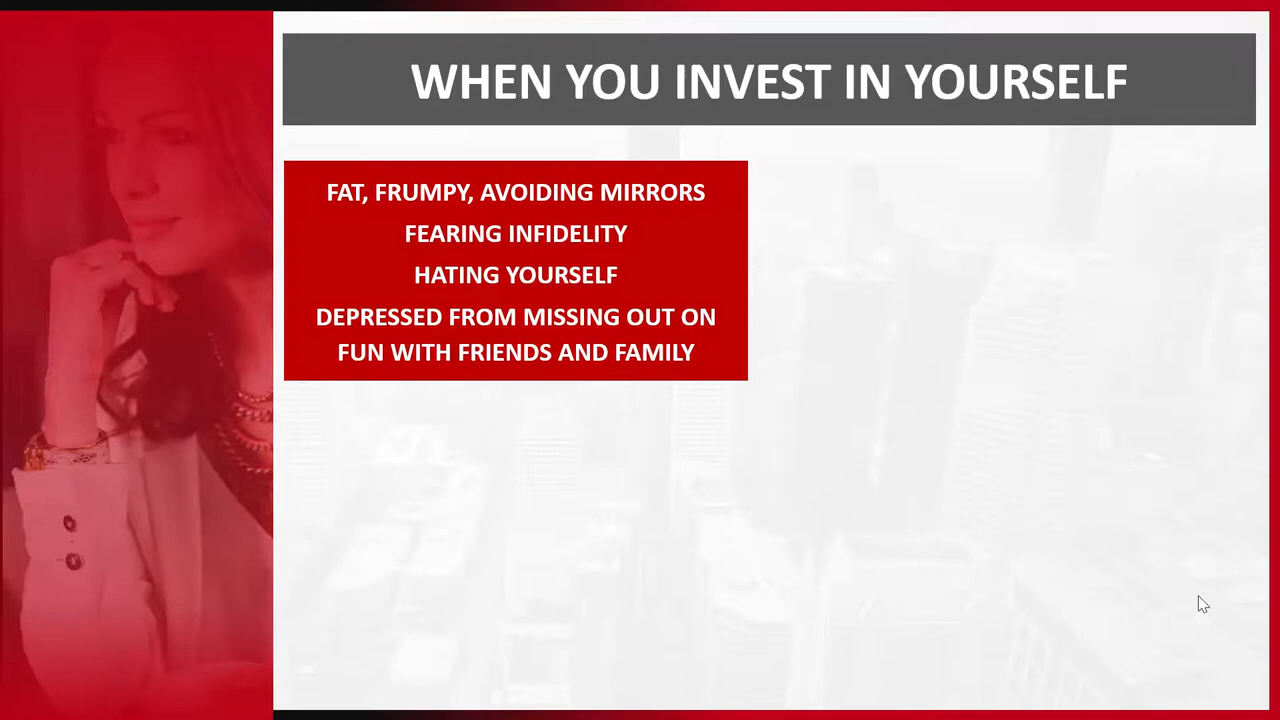 WHEN YOU INVEST IN YOURSELF
FAT, FRUMPY, AVOIDING MIRRORS
FEARING INFIDELITY
HATING YOURSELF
DEPRESSED FROM MISSING OUT ON
FUN WITH FRIENDS AND FAMILY